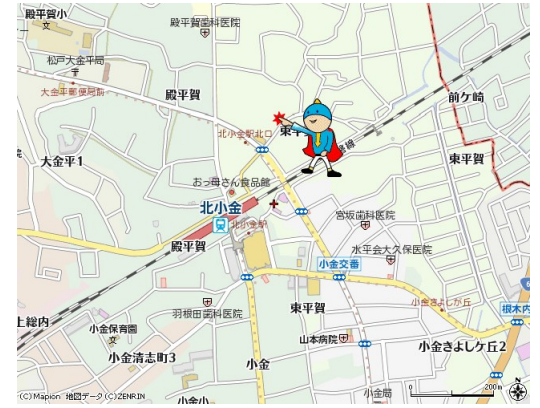 殿平賀小
殿平賀歯科医院
松戸大金平局
大金平郵便局前
殿平賀
前ケ崎
北小金駅北口
東平賀
大金平1
おっ母さん食品館
北小金
北小金駅
宮坂歯科医院
殿平賀
水平会大久保医院
小金交番
小金きよしが丘
根木内
6
上総内
羽根田歯科医院
東平賀
小金保育園
山本病院
小金きよしケ丘2
小金清志町3
小金
小金局
小金小
0
200m
(C)Mapion 地図データ(C)ZENRIN